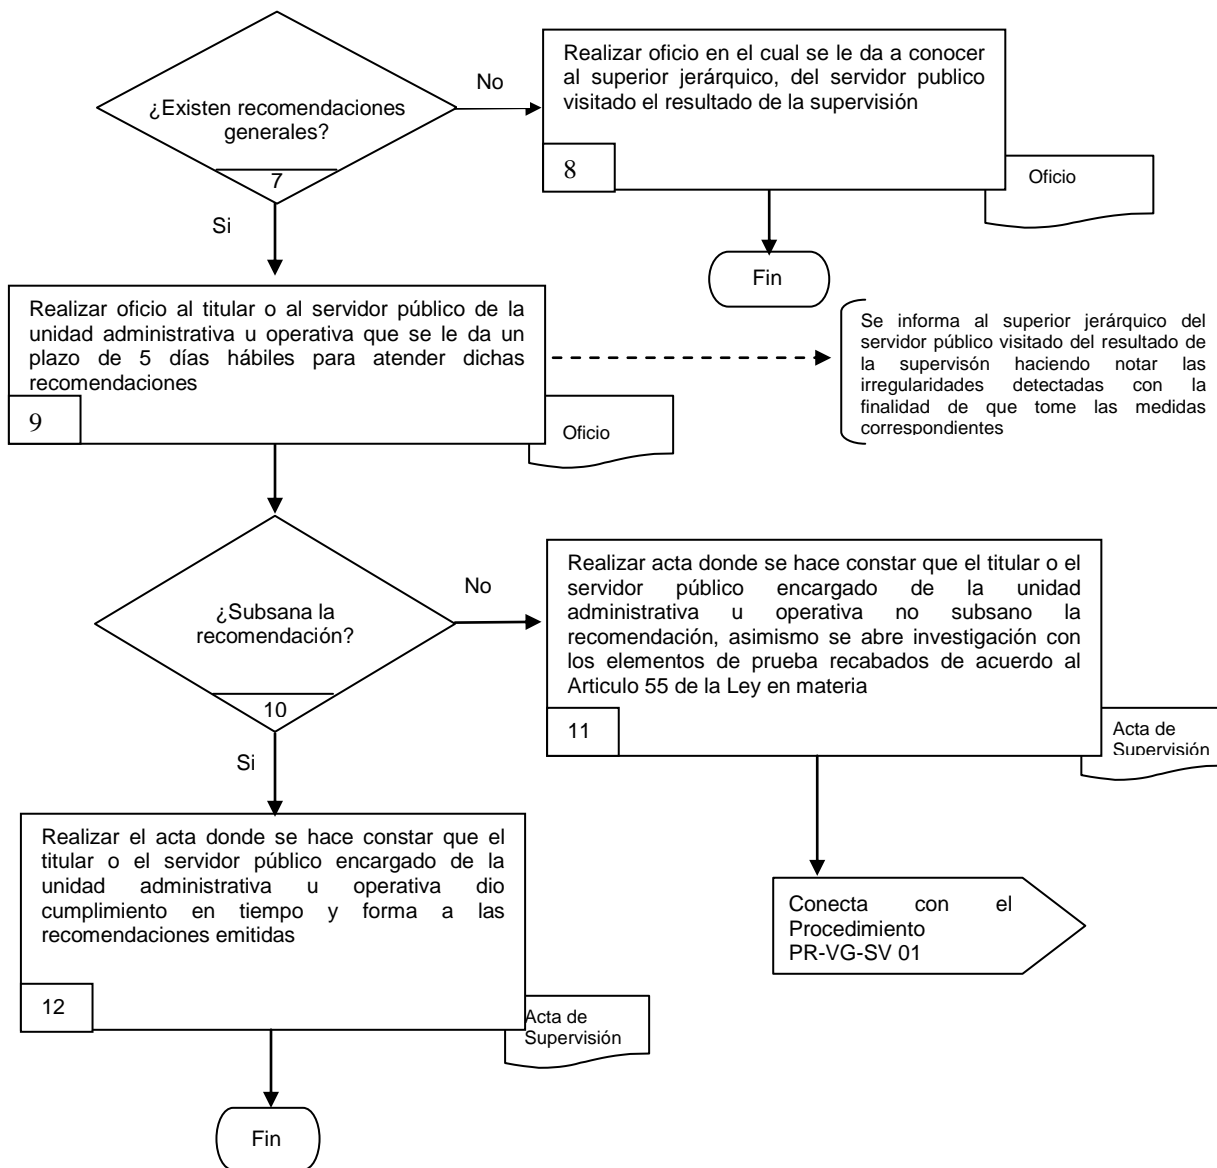 ¿Existen recomendaciones
generales?
7
No
Realizar oficio en el cual se le da a conocer
al superior jerárquico, del servidor publico
visitado el resultado de la supervisión
8
Oficio
Fin
Si
Realizar oficio al titular o al servidor público de la
unidad administrativa u operativa que se le da un
plazo de 5 días hábiles para atender dichas
recomendaciones
9
Oficio
Se informa al superior jerárquico del
servidor público visitado del resultado de
la supervisón haciendo notar las
irregularidades detectadas con la
finalidad de que tome las medidas
correspondientes
¿Subsana la
recomendación?
10
No
Realizar acta donde se hace constar que el titular o el
servidor público encargado de la unidad
administrativa u operativa no subsano la
recomendación, asimismo se abre investigación con
los elementos de prueba recabados de acuerdo al
Articulo 55 de la Ley en materia
11
Acta de
Supervisión
Conecta con el
Procedimiento
PR-VG-SV 01
Si
Realizar el acta donde se hace constar que el
titular o el servidor público encargado de la
unidad administrativa u operativa dio
cumplimiento en tiempo y forma a las
recomendaciones emitidas
12
Acta de
Supervisión
Fin